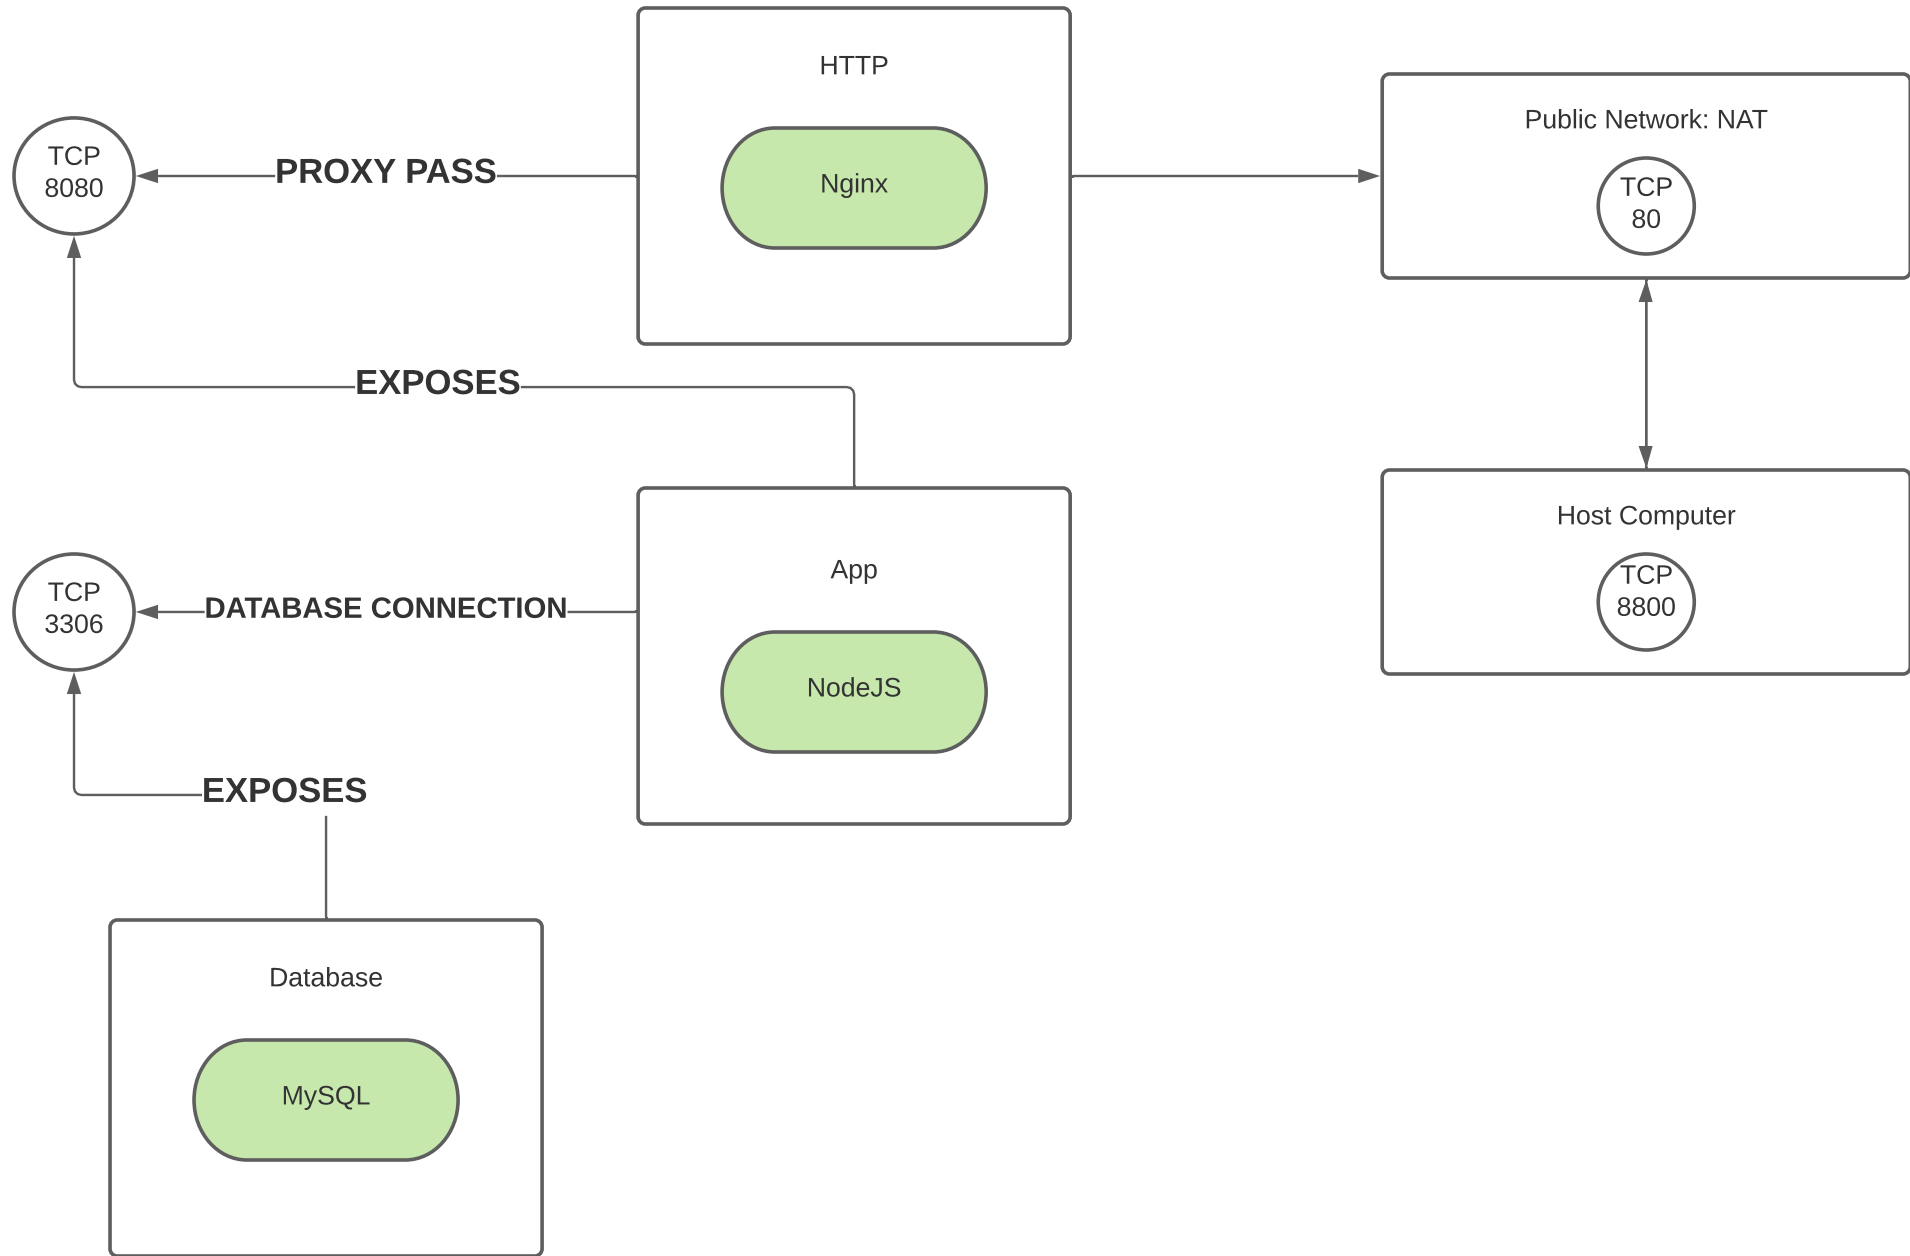 HTTP
Nginx
Public Network: NAT
TCP
80
TCP
8080
PROXY PASS
EXPOSES
Host Computer
TCP
8800
App
NodeJS
TCP
3306
DATABASE CONNECTION
EXPOSES
Database
MySQL